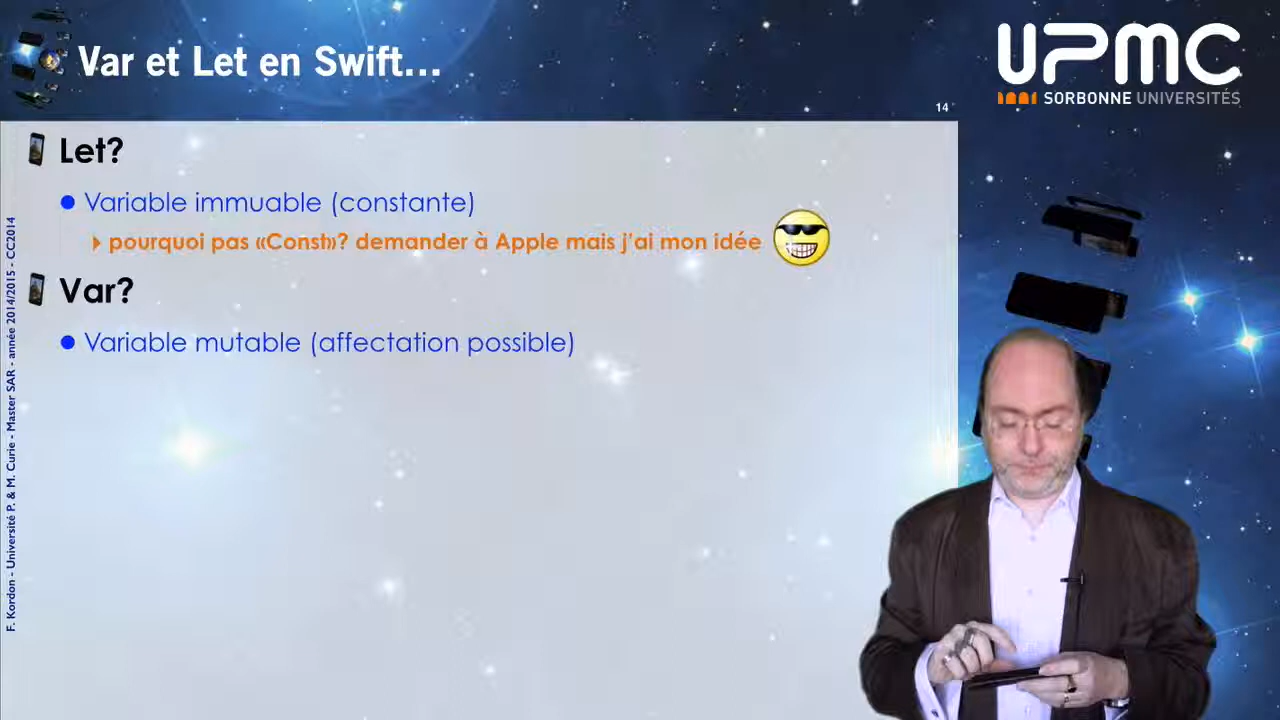 Var et Let en Swift...
UPMC
SORBONNE UNIVERSITÉS
14
Let?
Variable immuable (constante)
pourquoi pas «Const»? demander à Apple mais j'ai mon idée
Var?
Variable mutable (affectation possible)
F. Kordon - Université P. & M. Curie - Master SAR - année 2014/2015 - CC2014